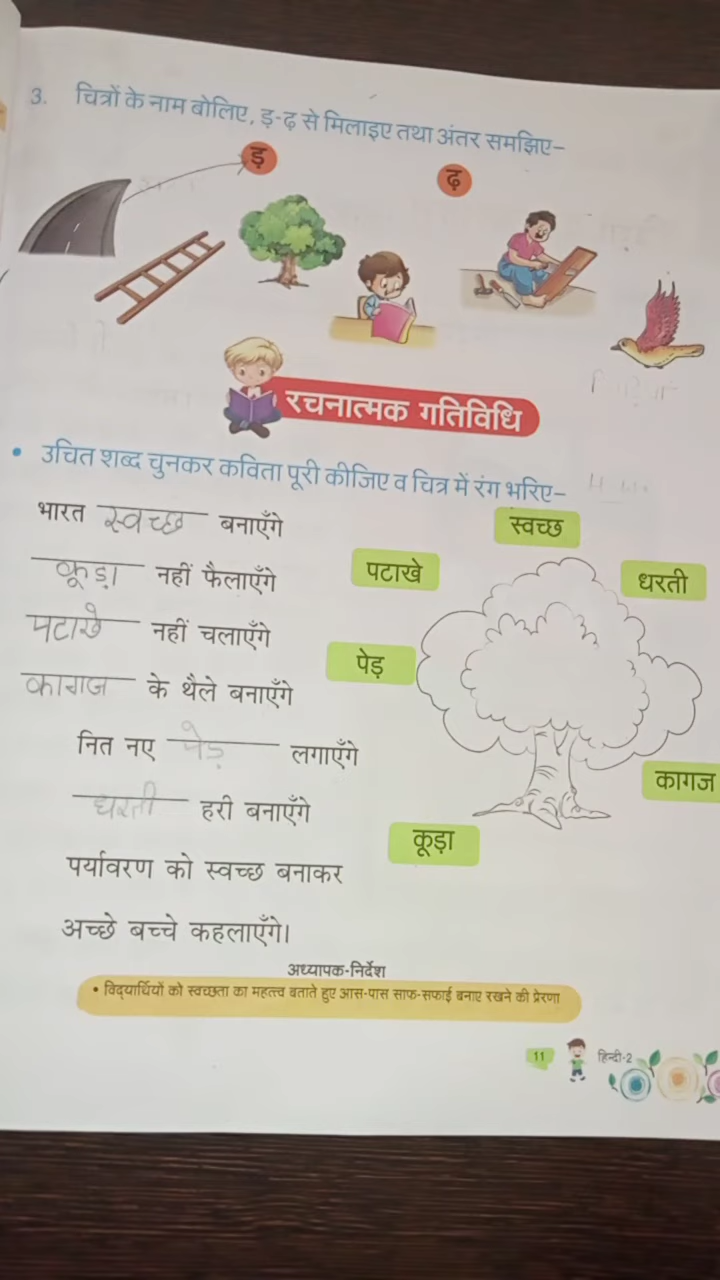 3. चित्रों के नाम बोलिए, ड़-ढ़ से मिलाइए तथा अंतर समझिए–
ड़
ढ़
रचनात्मक गतिविधि
• उचित शब्द चुनकर कविता पूरी कीजिए व चित्र में रंग भरिए–
भारत स्वच्छ बनाएँगे
कूड़ा नहीं फैलाएँगे
पटाखे नहीं चलाएँगे
कागज के थैले बनाएँगे
नित नए पेड़ लगाएँगे
धरती हरी बनाएँगे
पर्यावरण को स्वच्छ बनाकर
अच्छे बच्चे कहलाएँगे।
स्वच्छ
पटाखे
धरती
पेड़
कागज
कूड़ा
अध्यापक-निर्देश
• विद्यार्थियों को स्वच्छता का महत्त्व बताते हुए आस-पास साफ-सफाई बनाए रखने की प्रेरणा
11
हिन्दी-2